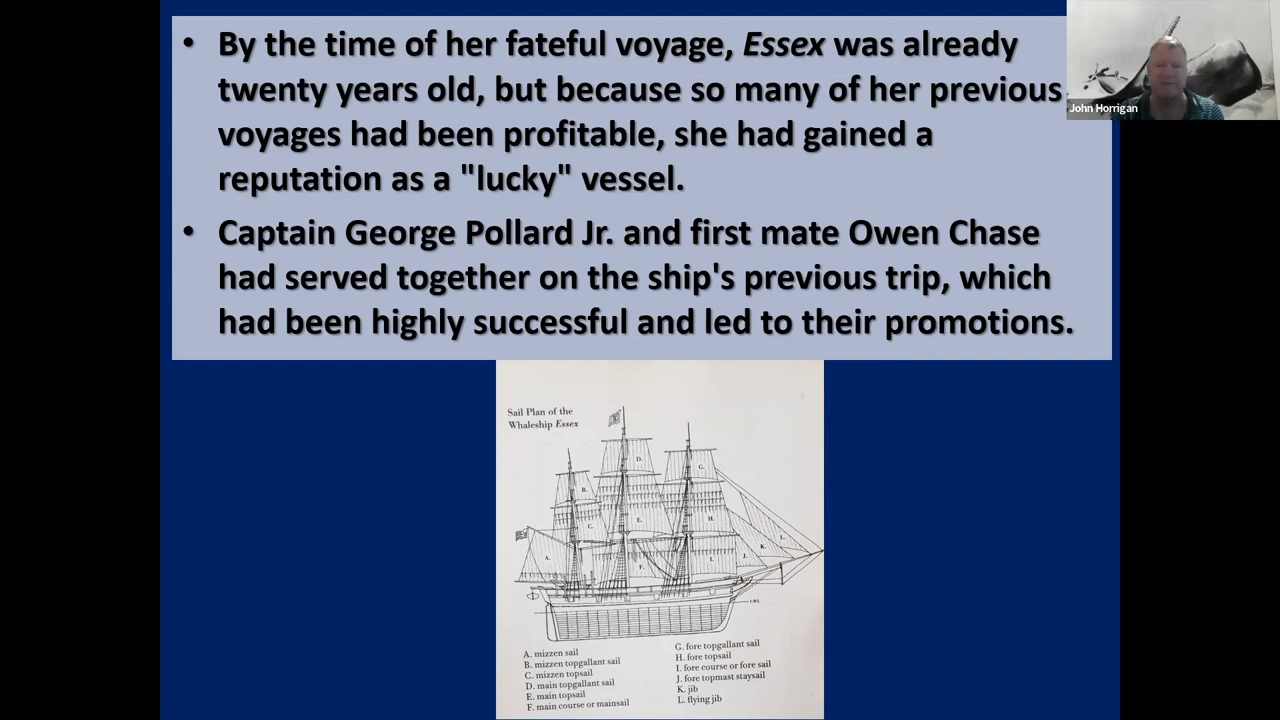 • By the time of her fateful voyage, Essex was already
twenty years old, but because so many of her previous
voyages had been profitable, she had gained a
reputation as a "lucky" vessel.
• Captain George Pollard Jr. and first mate Owen Chase
had served together on the ship's previous trip, which
had been highly successful and led to their promotions.
John Horrigan
Sail Plan of the
Whaleship Essex
D.
G.
B.
C.
E.
H.
A.
F.
I.
J.
K.
L.
A. mizzen sail
B. mizzen topgallant sail
C. mizzen topsail
D. main topgallant sail
E. main topsail
F. main course or mainsail
G. fore topgallant sail
H. fore topsail
I. fore course or fore sail
J. fore topmast staysail
K. jib
L. flying jib